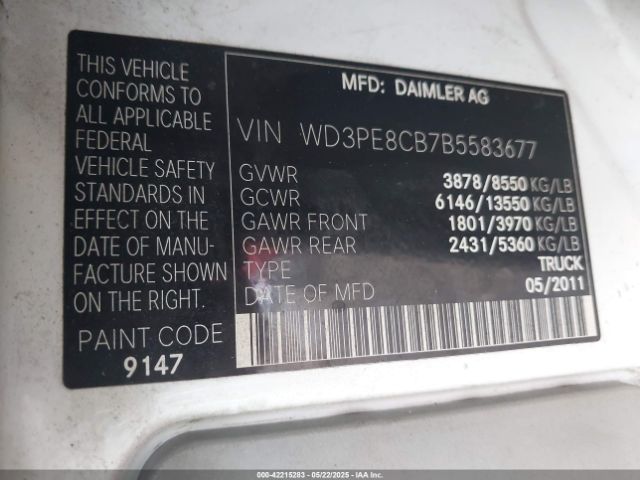 THIS VEHICLE
CONFORMS TO
ALL APPLICABLE
FEDERAL
VEHICLE SAFETY
STANDARDS IN
EFFECT ON THE
DATE OF MANU-
FACTURE SHOWN
ON THE RIGHT.
PAINT CODE
9147
MFD: DAIMLER AG
VIN WD3PE8CB7B5583677
GVWR 3878/8550 KG/LB
GCWR 6146/13550 KG/LB
GAWR FRONT 1801/3970 KG/LB
GAWR REAR 2431/5360 KG/LB
TYPE TRUCK
DATE OF MFD 05/2011
000-42215283 - 05/22/2025 - IAAI.COM